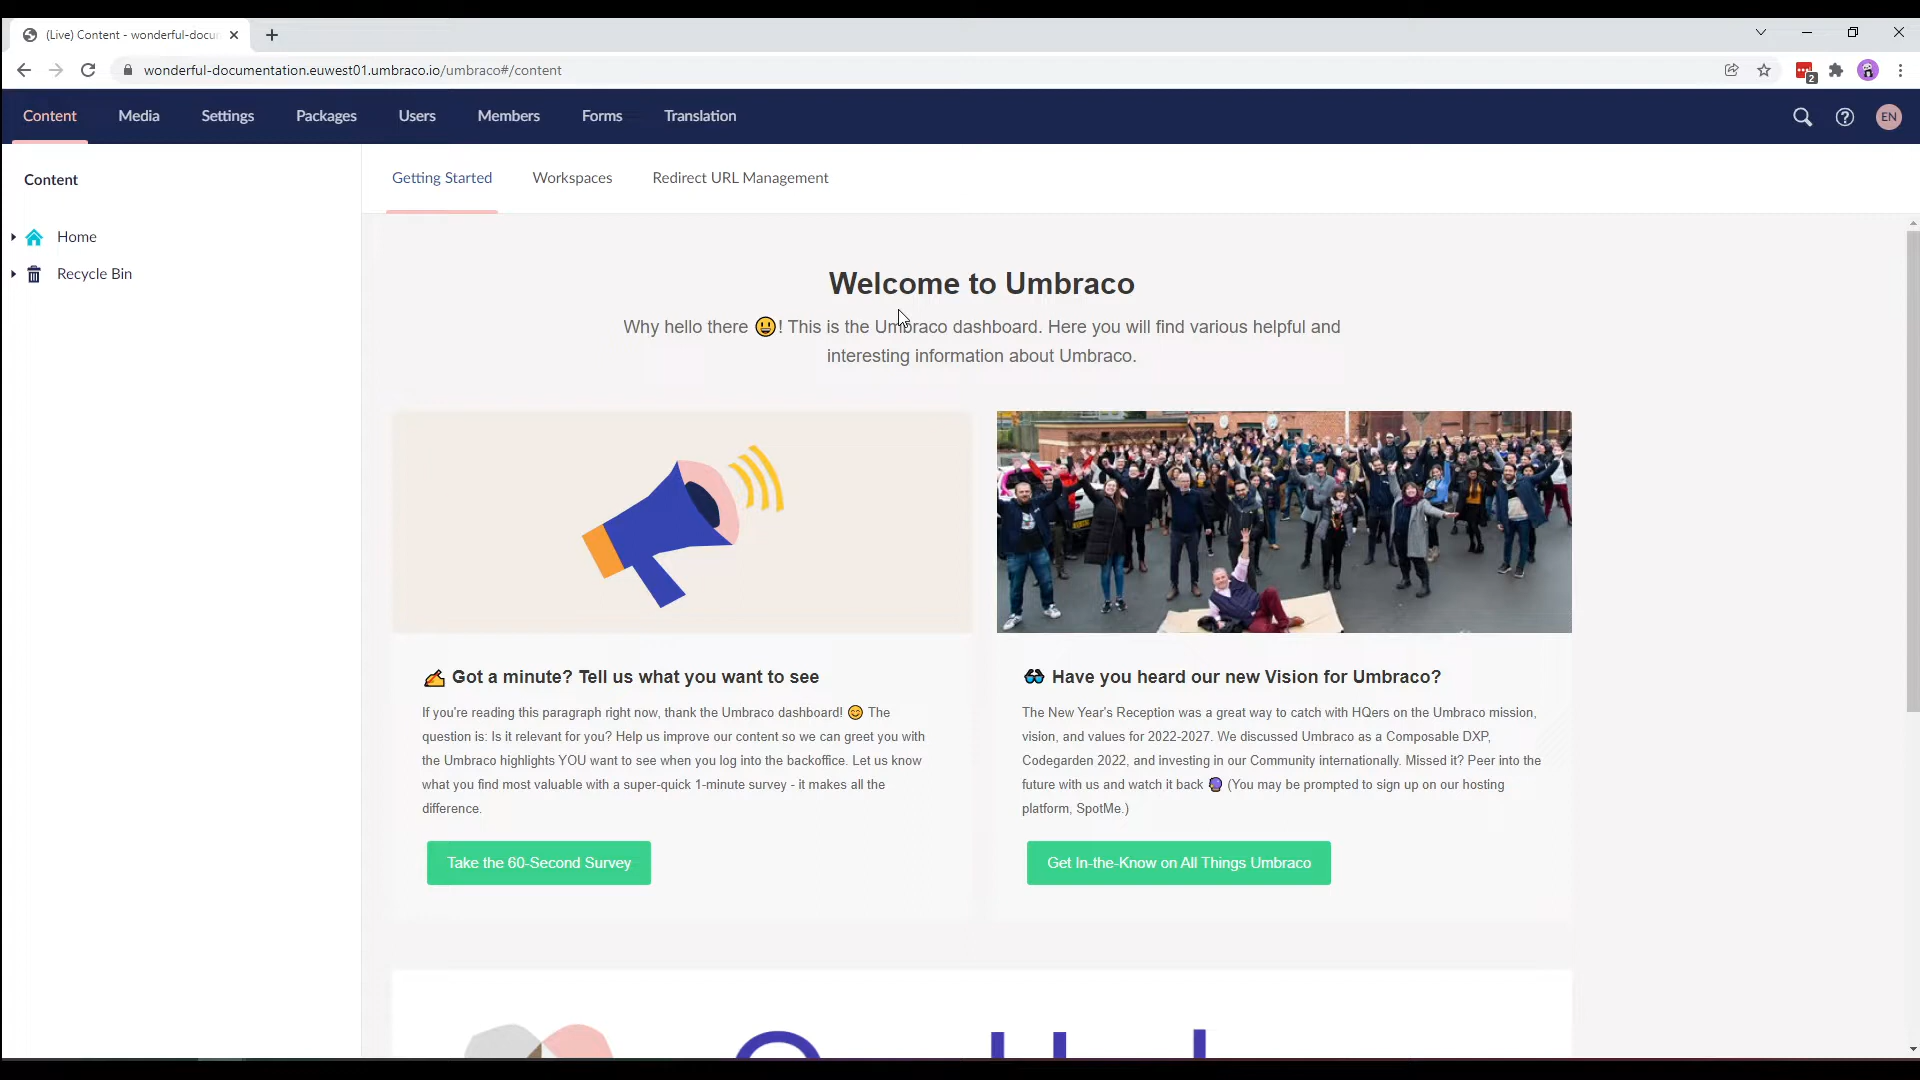 (Live) Content - wonderful-docu
wonderful-documentation.euwest01.umbraco.io/umbraco#/content
2
Content Media Settings Packages Users Members Forms Translation
EN
Content
Home
Recycle Bin
Getting Started Workspaces Redirect URL Management
Welcome to Umbraco
Why hello there 😃! This is the Umbraco dashboard. Here you will find various helpful and
interesting information about Umbraco.
✍ Got a minute? Tell us what you want to see
If you're reading this paragraph right now, thank the Umbraco dashboard! 😊 The
question is: Is it relevant for you? Help us improve our content so we can greet you with
the Umbraco highlights YOU want to see when you log into the backoffice. Let us know
what you find most valuable with a super-quick 1-minute survey - it makes all the
difference.
Take the 60-Second Survey
Have you heard our new Vision for Umbraco?
The New Year's Reception was a great way to catch with HQers on the Umbraco mission,
vision, and values for 2022-2027. We discussed Umbraco as a Composable DXP,
Codegarden 2022, and investing in our Community internationally. Missed it? Peer into the
future with us and watch it back 🔮 (You may be prompted to sign up on our hosting
platform, SpotMe.)
Get In-the-Know on All Things Umbraco